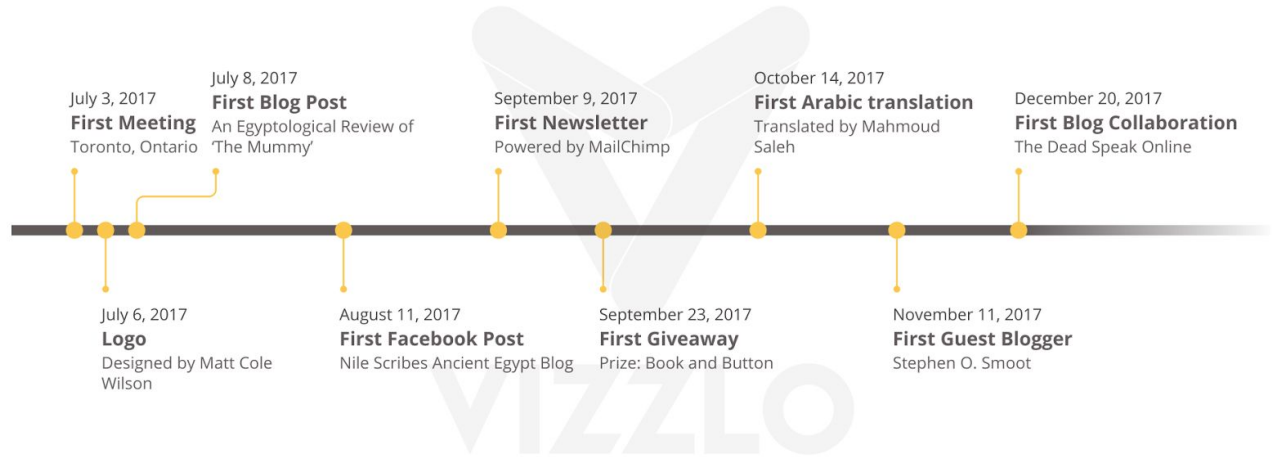 July 3, 2017
First Meeting
Toronto, Ontario
July 6, 2017
Logo
Designed by Matt Cole
Wilson
July 8, 2017
First Blog Post
An Egyptological Review of
‘The Mummy’
August 11, 2017
First Facebook Post
Nile Scribes Ancient Egypt Blog
September 9, 2017
First Newsletter
Powered by MailChimp
September 23, 2017
First Giveaway
Prize: Book and Button
October 14, 2017
First Arabic translation
Translated by Mahmoud
Saleh
November 11, 2017
First Guest Blogger
Stephen O. Smoot
December 20, 2017
First Blog Collaboration
The Dead Speak Online
VIZZLO